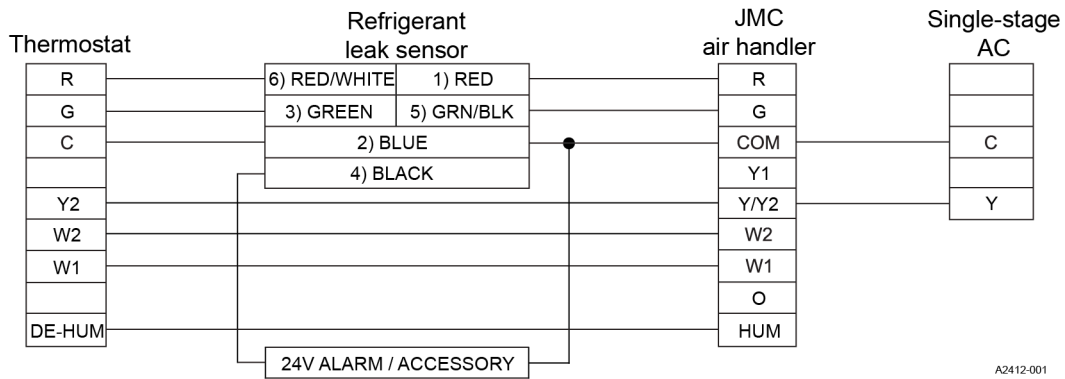 Thermostat
Refrigerant
leak sensor
JMC
air handler
Single-stage
AC
R 6) RED/WHITE 1) RED R
G 3) GREEN 5) GRN/BLK G
C 2) BLUE COM C
4) BLACK Y1
Y2 Y/Y2 Y
W2 W2
W1 W1
O
DE-HUM HUM
24V ALARM / ACCESSORY
A2412-001